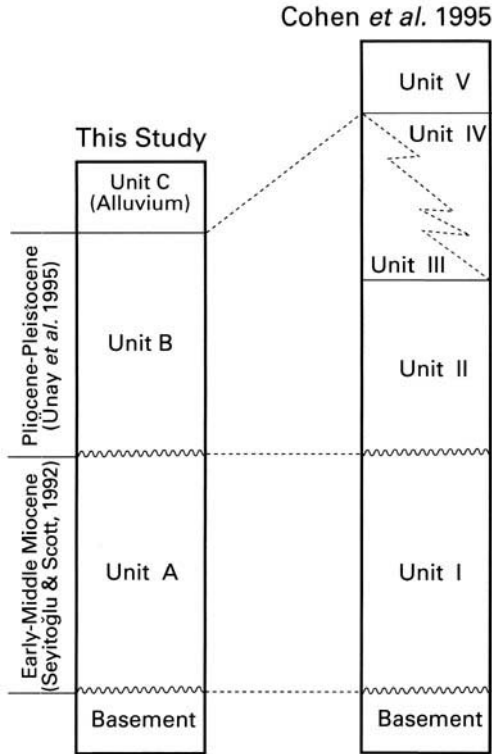 Cohen et al. 1995
Unit V
Unit IV
Unit III
Unit II
Unit I
Basement
This Study
Unit C
(Alluvium)
Unit B
Unit A
Basement
Pliocene-Pleistocene
(Ünay et al. 1995)
Early-Middle Miocene
(Seyitoğlu & Scott, 1992)